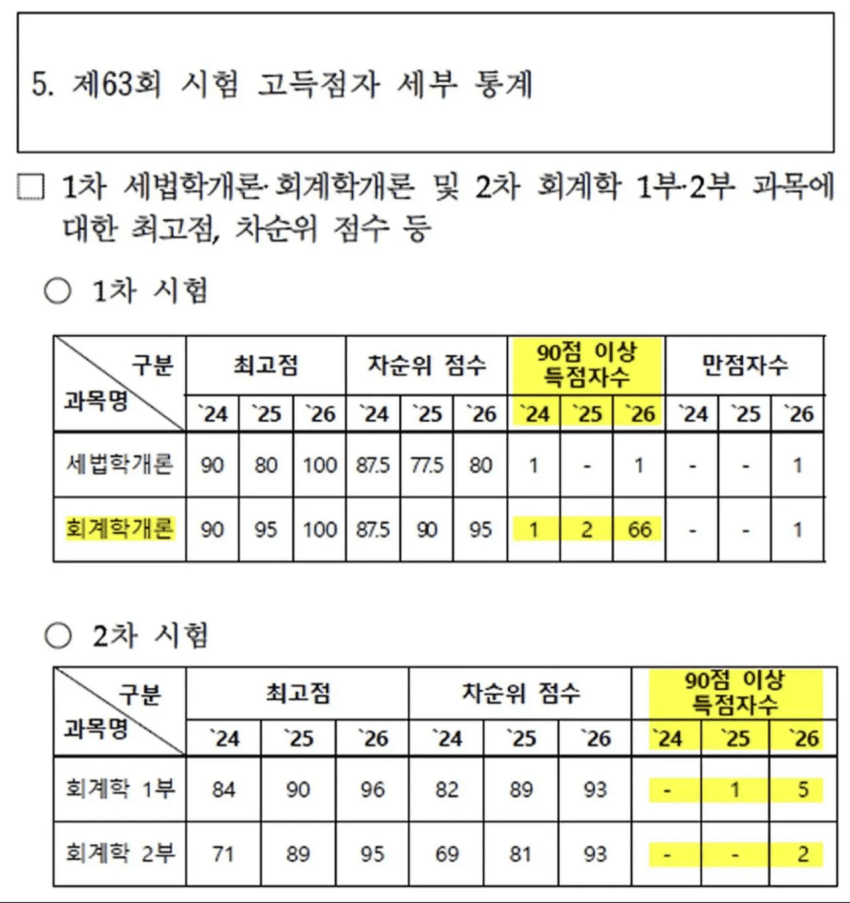 5. 제63회 시험 고득점자 세부 통계
□ 1차 세법학개론·회계학개론 및 2차 회계학 1부·2부 과목에
대한 최고점, 차순위 점수 등
○ 1차 시험
구분 최고점 차순위 점수 90점 이상 득점자수 만점자수
과목명 `24 `25 `26 `24 `25 `26 `24 `25 `26 `24 `25 `26
세법학개론 90 80 100 87.5 77.5 80 1 - 1 - - 1
회계학개론 90 95 100 87.5 90 95 1 2 66 - - 1
○ 2차 시험
구분 최고점 차순위 점수 90점 이상 득점자수
과목명 `24 `25 `26 `24 `25 `26 `24 `25 `26
회계학 1부 84 90 96 82 89 93 - 1 5
회계학 2부 71 89 95 69 81 93 - - 2